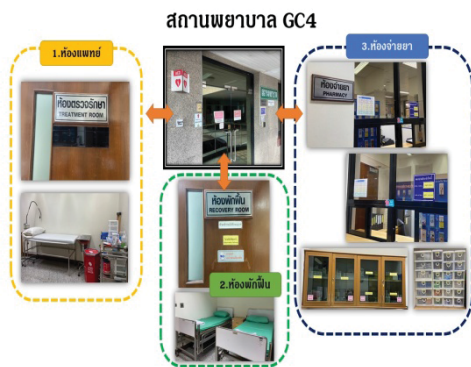 สถานพยาบาล GC4
1.ห้องแพทย์
ห้องตรวจรักษา
TREATMENT ROOM
ห้องพักฟื้น
RECOVERY ROOM
2.ห้องพักฟื้น
3.ห้องจ่ายยา
ห้องจ่ายยา
PHARMACY